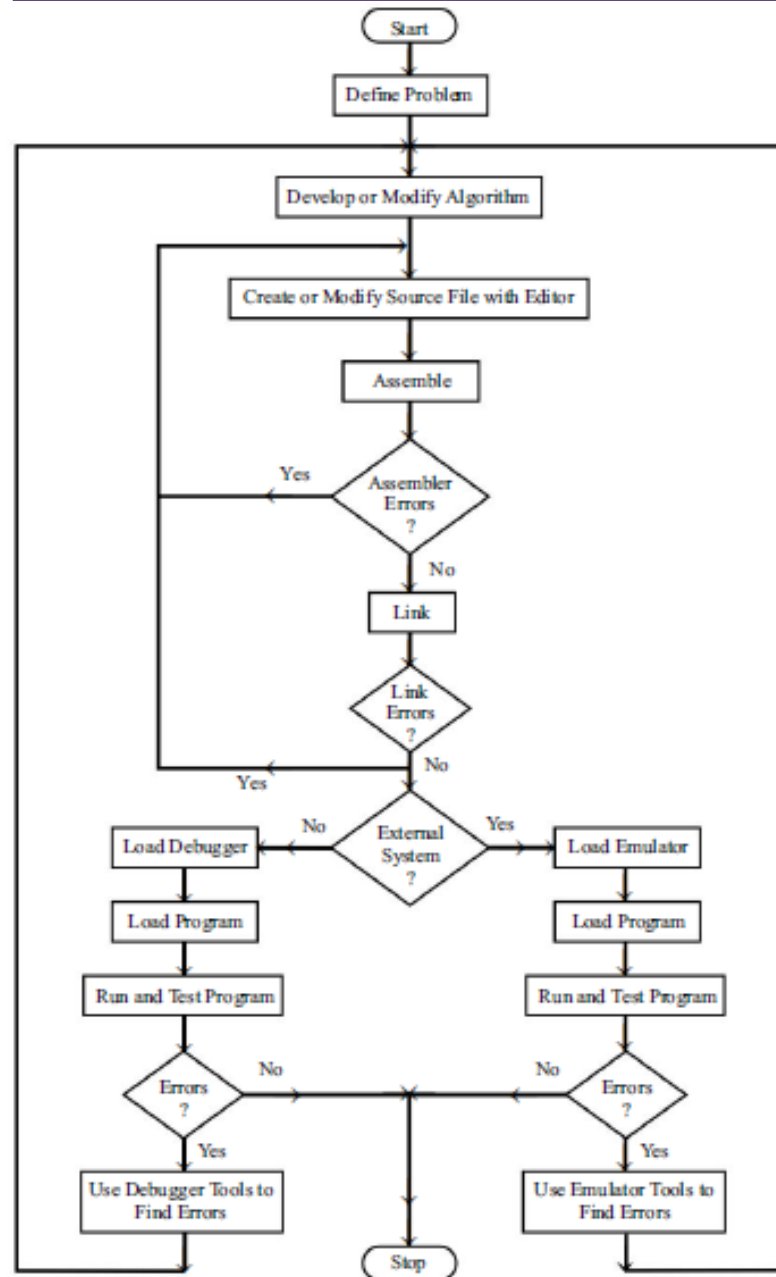 Start
Define Problem
Develop or Modify Algorithm
Create or Modify Source File with Editor
Assemble
Yes
Assembler
Errors
?
No
Link
Link
Errors
?
No
Yes
No
External
System
?
Yes
Load Debugger
Load Emulator
Load Program
Load Program
Run and Test Program
Run and Test Program
Errors
?
No
No
Errors
?
Yes
Yes
Use Debugger Tools to
Find Errors
Use Emulator Tools to
Find Errors
Stop